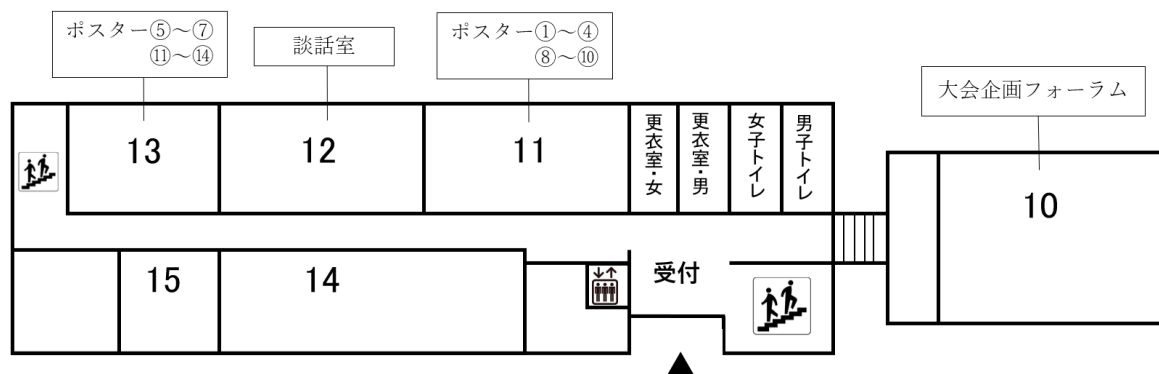 ポスター⑤~⑦
⑪~⑭
談話室
ポスター①~④
⑧~⑩
大会企画フォーラム
13
12
11
更衣室・女
更衣室・男
女子トイレ
男子トイレ
10
15
14
受付